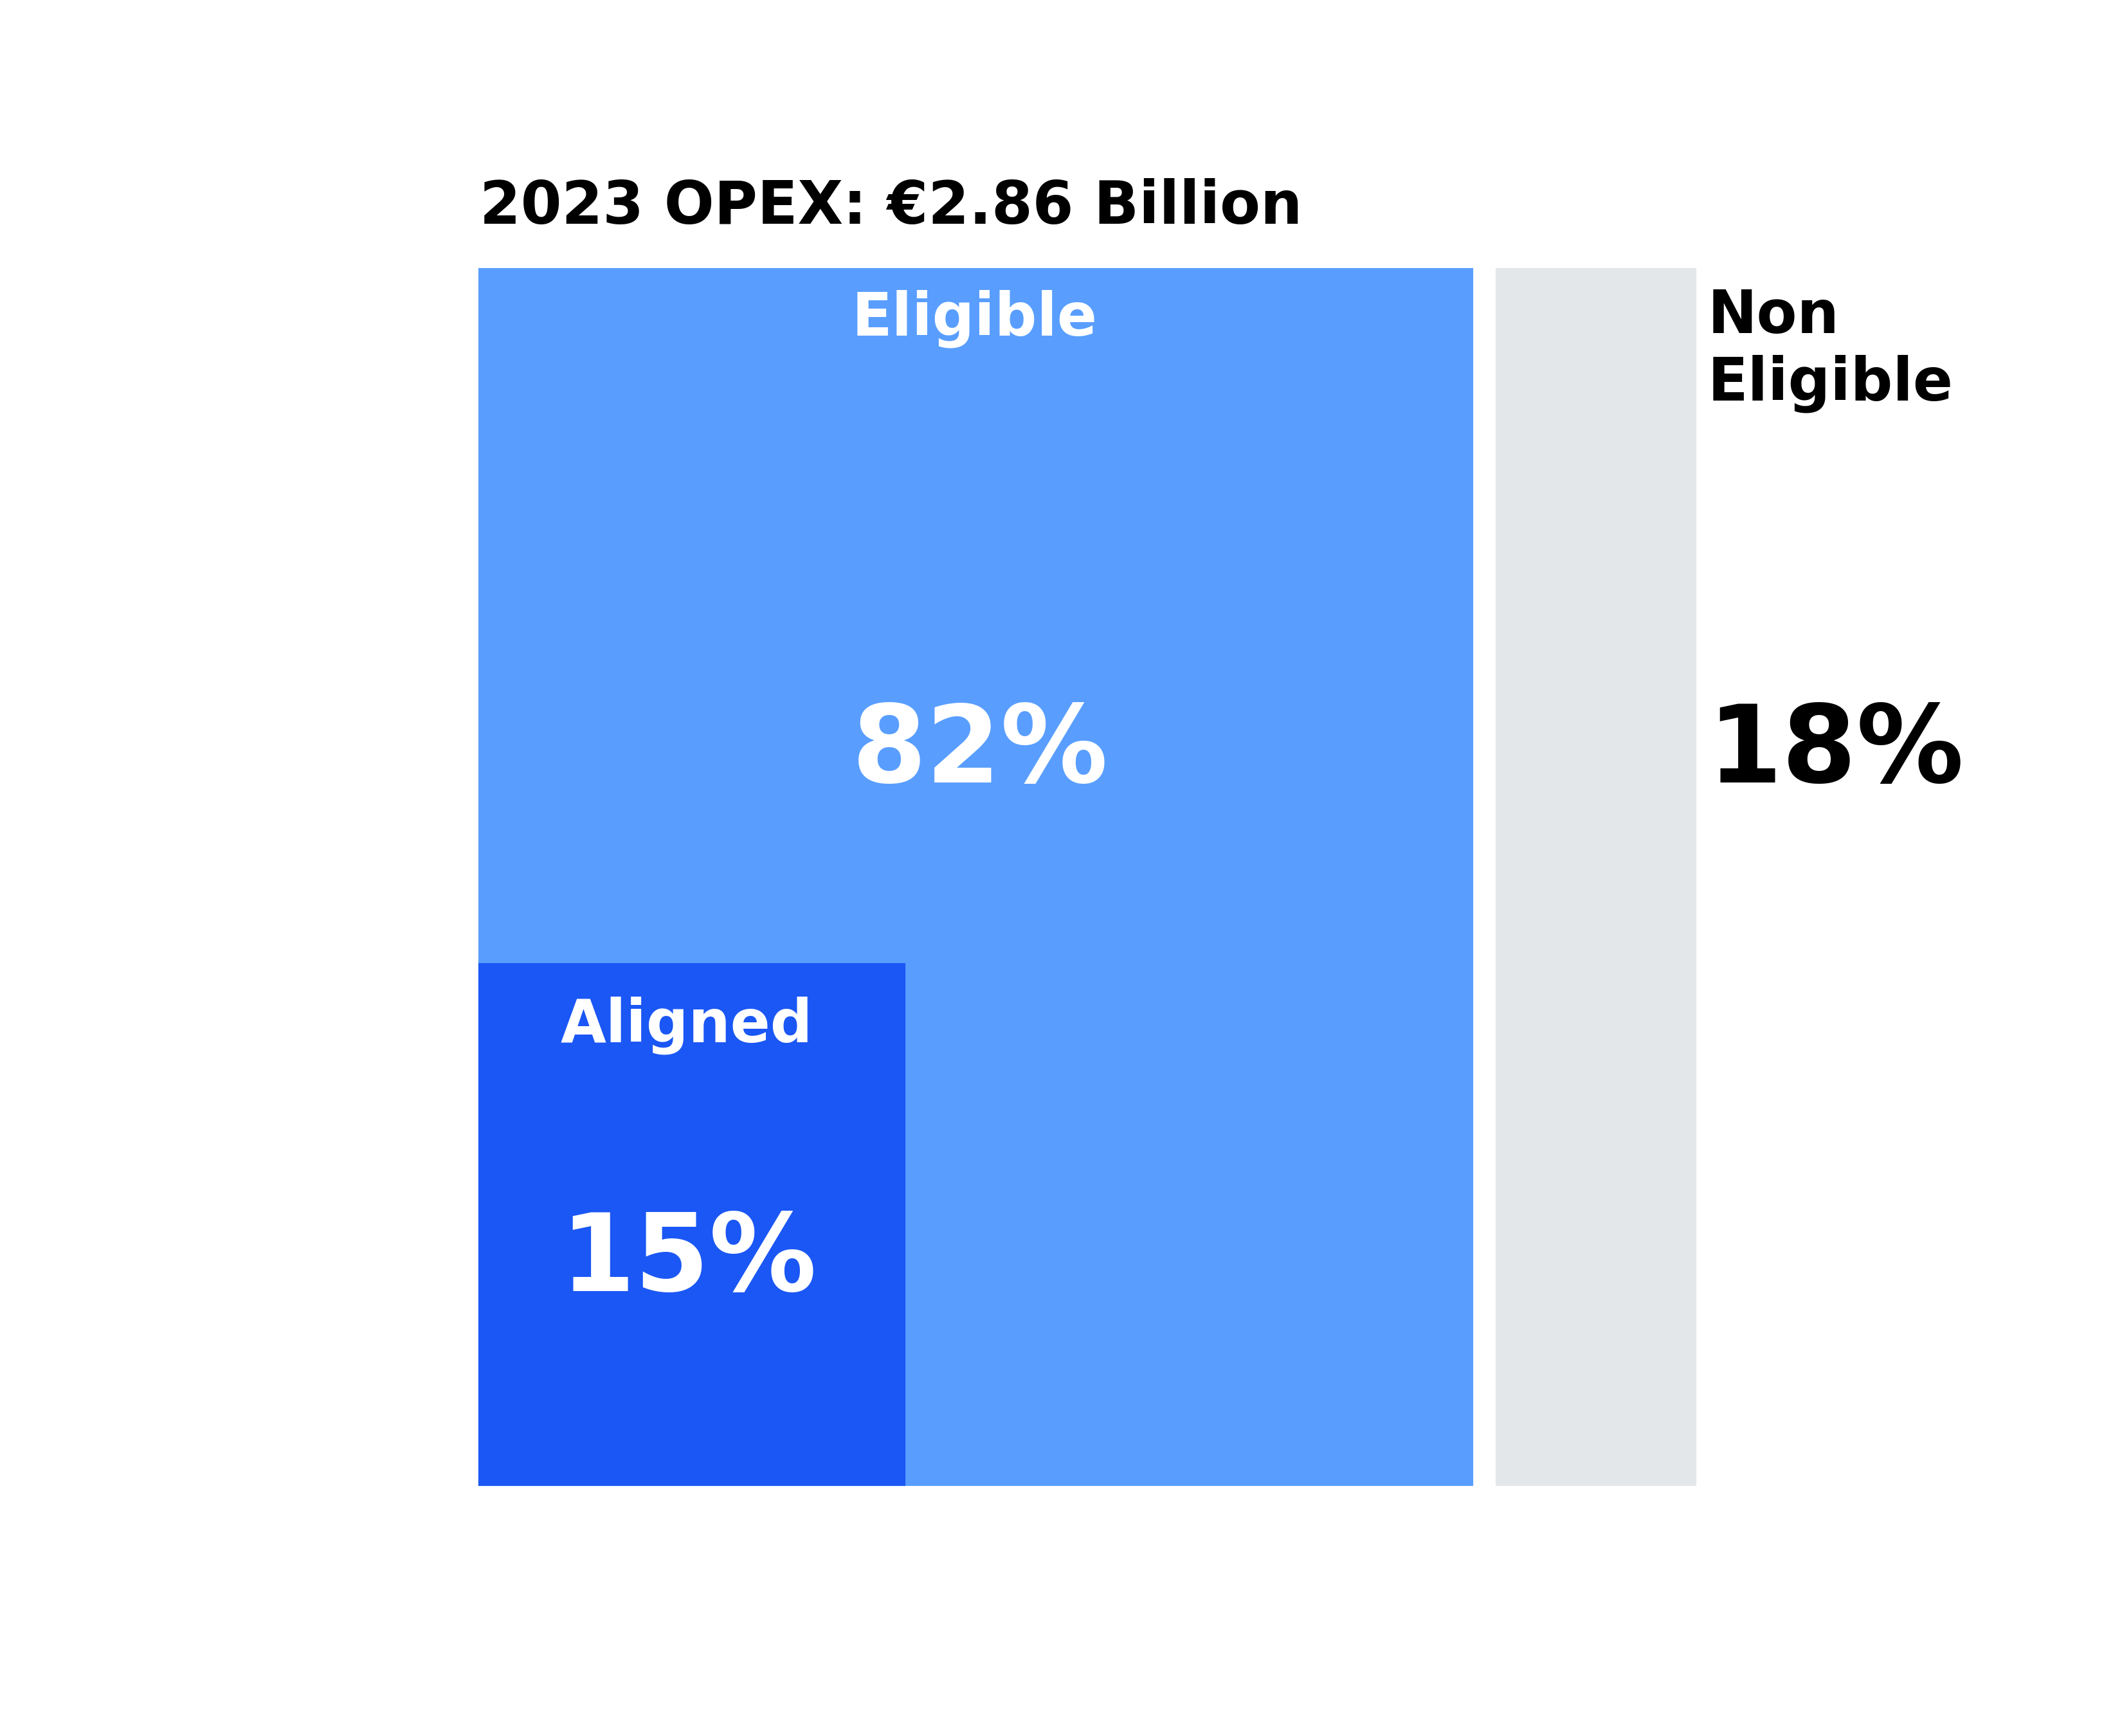 2023 OPEX: €2.86 Billion
Eligible
Non
Eligible
82%
18%
Aligned
15%